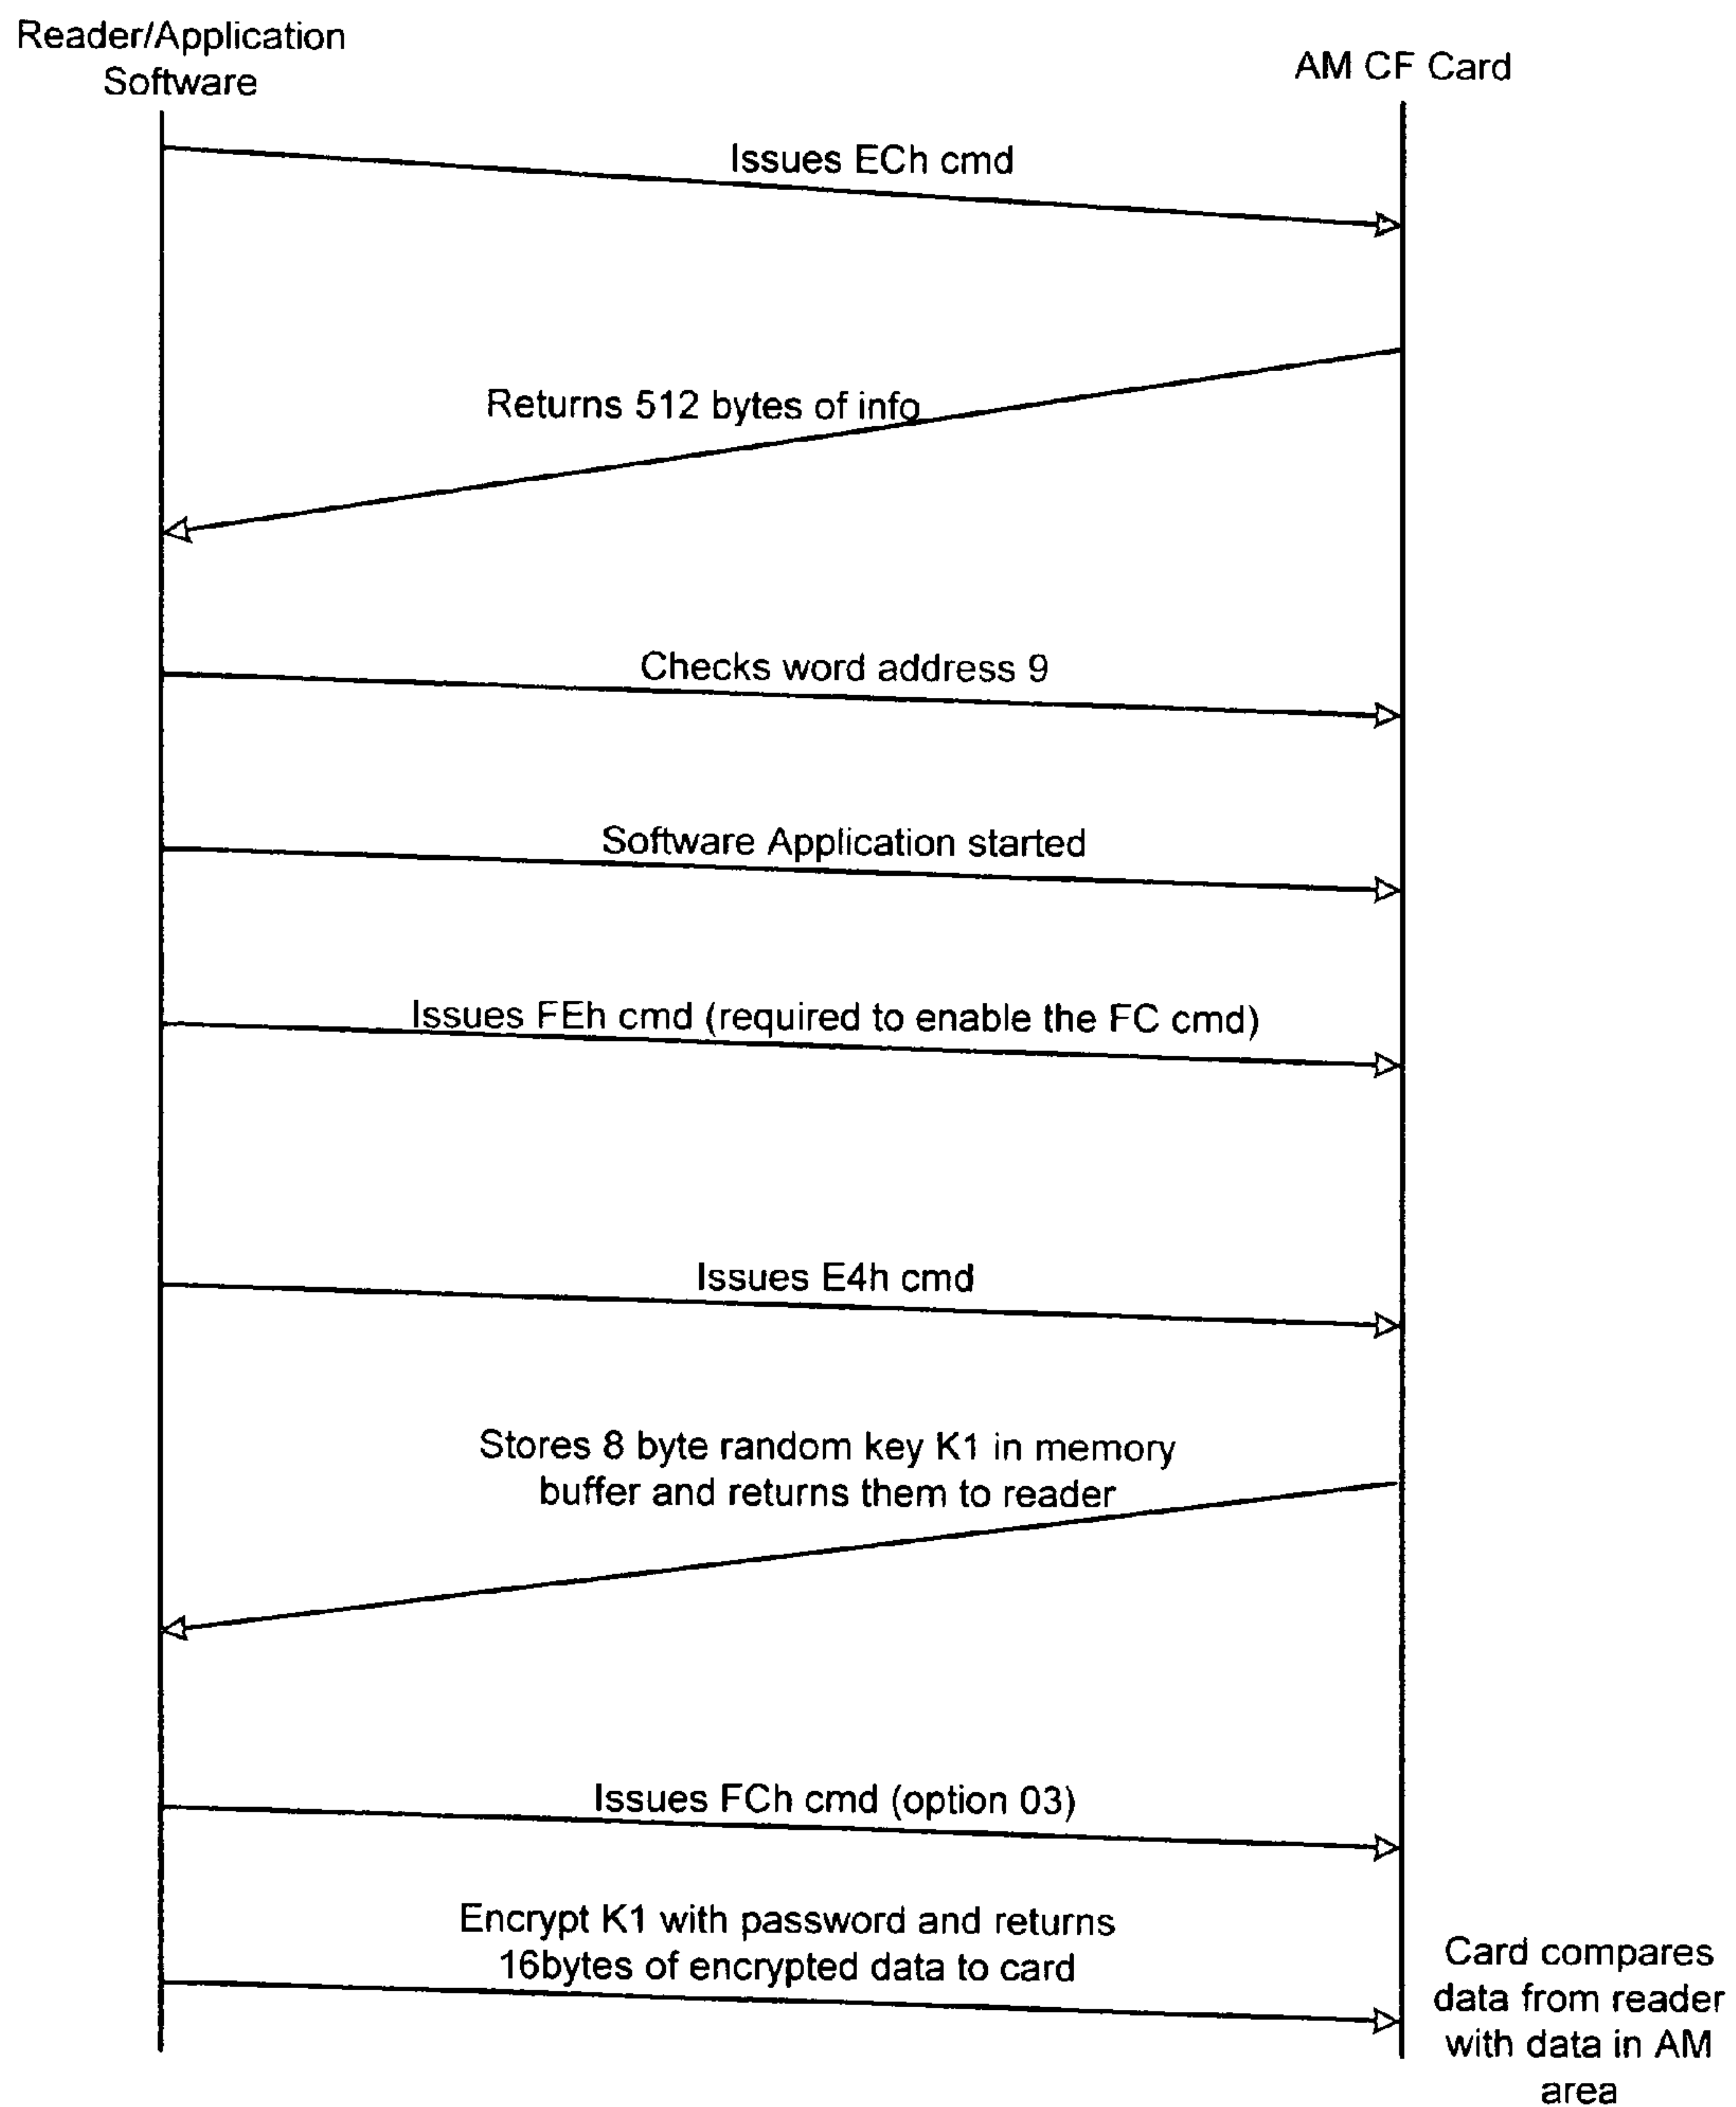 Reader/Application
Software
AM CF Card
Issues ECh cmd
Returns 512 bytes of info
Checks word address 9
Software Application started
Issues FEh cmd (required to enable the FC cmd)
Issues E4h cmd
Stores 8 byte random key K1 in memory
buffer and returns them to reader
Issues FCh cmd (option 03)
Encrypt K1 with password and returns
16bytes of encrypted data to card
Card compares
data from reader
with data in AM
area